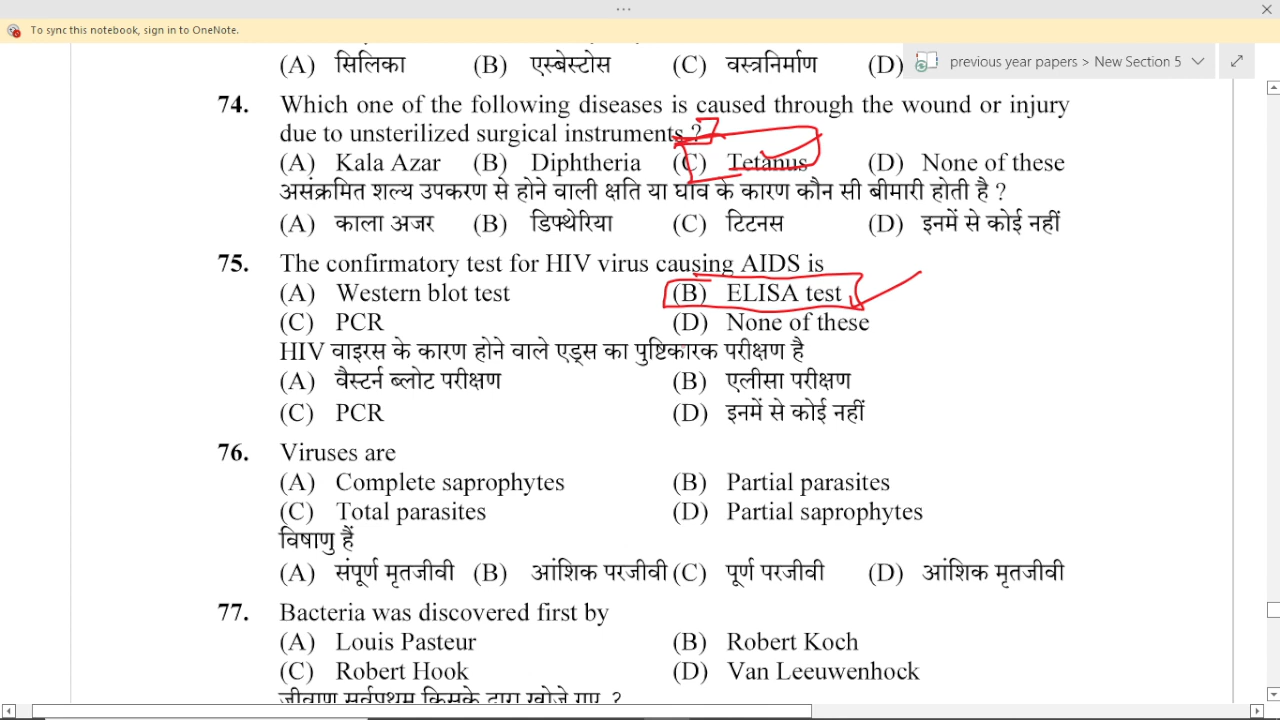 To sync this notebook, sign in to OneNote.
(A) सिलिका (B) एस्बेस्टोस (C) वस्त्रनिर्माण (D)
previous year papers > New Section 5
74. Which one of the following diseases is caused through the wound or injury
due to unsterilized surgical instruments ?
(A) Kala Azar (B) Diphtheria (C) Tetanus (D) None of these
असंक्रमित शल्य उपकरण से होने वाली क्षति या घाव के कारण कौन सी बीमारी होती है ?
(A) काला अजर (B) डिफ्थेरिया (C) टिटनस (D) इनमें से कोई नहीं
75. The confirmatory test for HIV virus causing AIDS is
(A) Western blot test (B) ELISA test
(C) PCR (D) None of these
HIV वाइरस के कारण होने वाले एड्स का पुष्टिकारक परीक्षण है
(A) वैस्टर्न ब्लोट परीक्षण (B) एलीसा परीक्षण
(C) PCR (D) इनमें से कोई नहीं
76. Viruses are
(A) Complete saprophytes (B) Partial parasites
(C) Total parasites (D) Partial saprophytes
विषाणु हैं
(A) संपूर्ण मृतजीवी (B) आंशिक परजीवी (C) पूर्ण परजीवी (D) आंशिक मृतजीवी
77. Bacteria was discovered first by
(A) Louis Pasteur (B) Robert Koch
(C) Robert Hook (D) Van Leeuwenhock
जीवाणु सर्वप्रथम किसके द्वारा खोजे गए ?